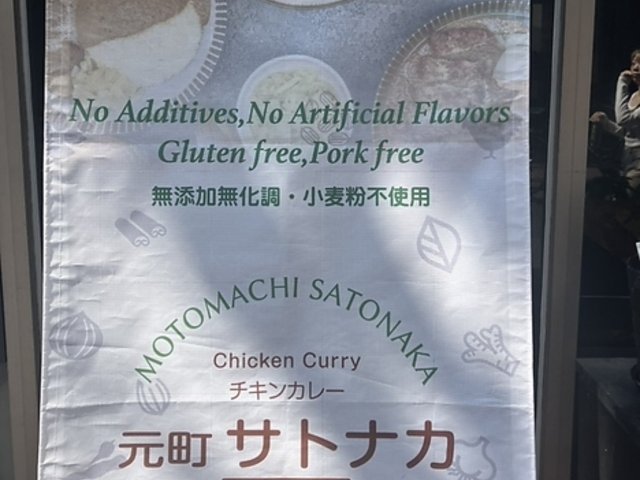 No Additives,No Artificial Flavors
Gluten free,Pork free
無添加無化調・小麦粉不使用
MOTOMACHI SATONAKA
Chicken Curry
チキンカレー
元町 サトナカ